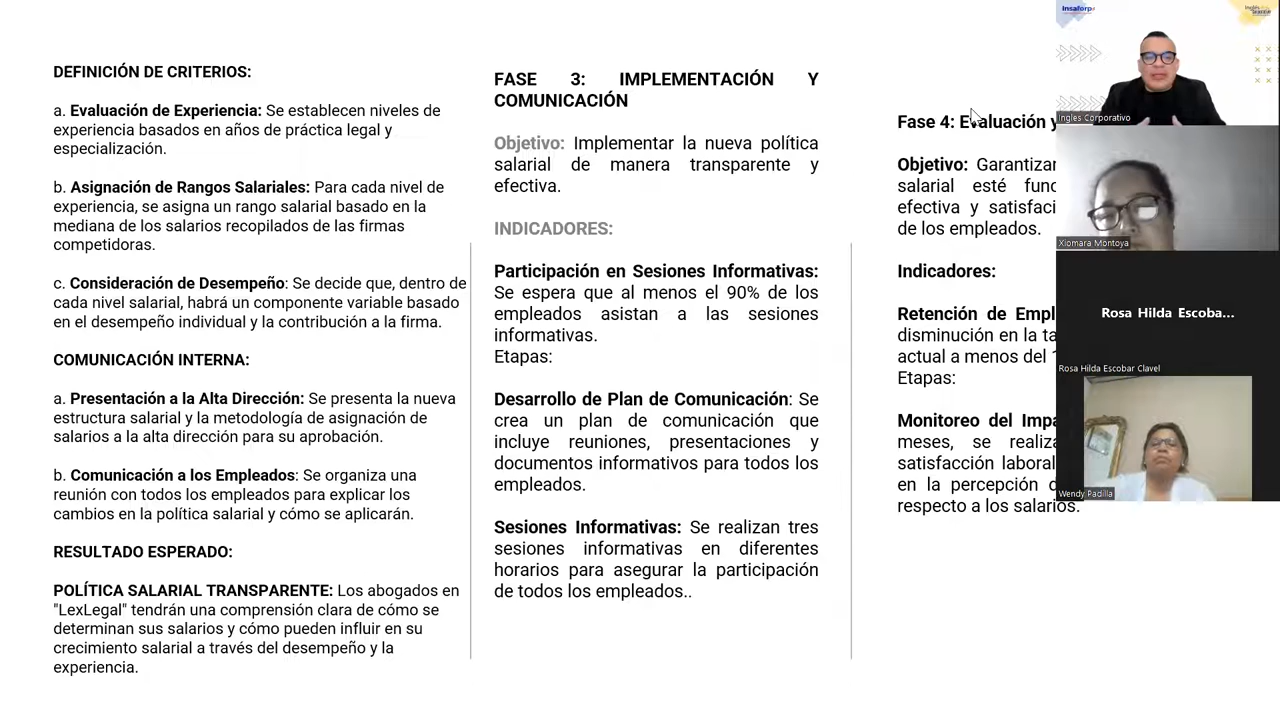 DEFINICIÓN DE CRITERIOS:
a. Evaluación de Experiencia: Se establecen niveles de
experiencia basados en años de práctica legal y
especialización.
b. Asignación de Rangos Salariales: Para cada nivel de
experiencia, se asigna un rango salarial basado en la
mediana de los salarios recopilados de las firmas
competidoras.
c. Consideración de Desempeño: Se decide que, dentro de
cada nivel salarial, habrá un componente variable basado
en el desempeño individual y la contribución a la firma.
COMUNICACIÓN INTERNA:
a. Presentación a la Alta Dirección: Se presenta la nueva
estructura salarial y la metodología de asignación de
salarios a la alta dirección para su aprobación.
b. Comunicación a los Empleados: Se organiza una
reunión con todos los empleados para explicar los
cambios en la política salarial y cómo se aplicarán.
RESULTADO ESPERADO:
POLÍTICA SALARIAL TRANSPARENTE: Los abogados en
"LexLegal" tendrán una comprensión clara de cómo se
determinan sus salarios y cómo pueden influir en su
crecimiento salarial a través del desempeño y la
experiencia.
FASE 3: IMPLEMENTACIÓN Y
COMUNICACIÓN
Objetivo: Implementar la nueva política
salarial de manera transparente y
efectiva.
INDICADORES:
Participación en Sesiones Informativas:
Se espera que al menos el 90% de los
empleados asistan a las sesiones
informativas.
Etapas:
Desarrollo de Plan de Comunicación: Se
crea un plan de comunicación que
incluye reuniones, presentaciones y
documentos informativos para todos los
empleados.
Sesiones Informativas: Se realizan tres
sesiones informativas en diferentes
horarios para asegurar la participación
de todos los empleados..
Fase 4: Evaluación y
Objetivo: Garantizar
salarial esté
efectiva y
de los empleados.
Indicadores:
Retención de
disminución en la
actual a menos del
Etapas:
Monitoreo del
meses, se
satisfacción laboral
en la percepción
respecto a los salarios.
insaforp
Ingles Corporativo
Xiomara Montoya
Rosa Hilda Escoba...
Rosa Hilda Escobar Clavel
Wendy Padilla